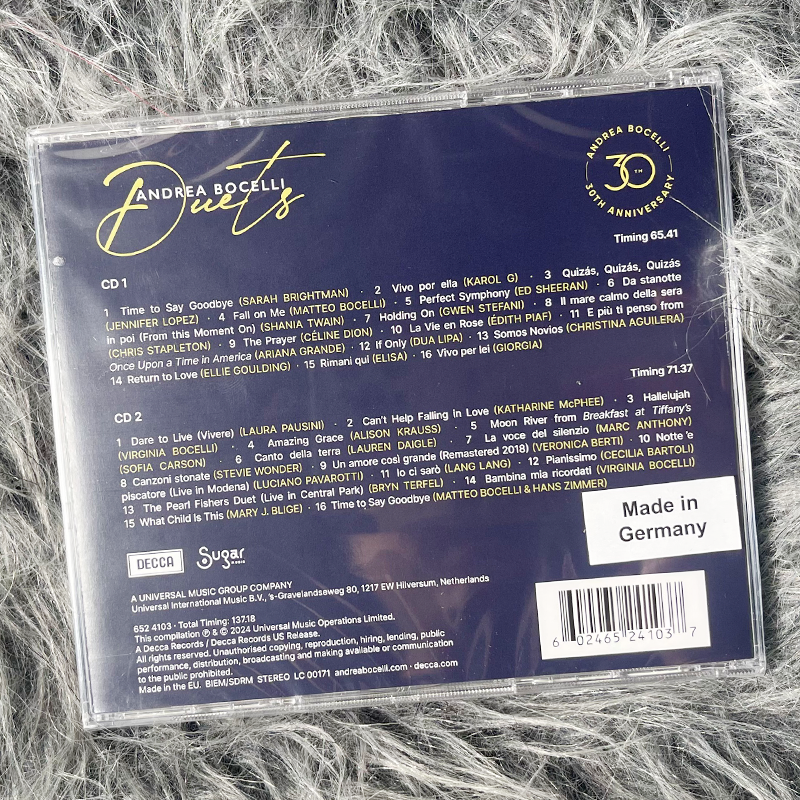 ANDREA BOCELLI
Duets
ANDREA BOCELLI
30TH
30TH ANNIVERSARY
Timing 65.41
CD 1
1 Time to Say Goodbye (SARAH BRIGHTMAN) · 2 Vivo por ella (KAROL G) · 3 Quizás, Quizás, Quizás
(JENNIFER LOPEZ) · 4 Fall on Me (MATTEO BOCELLI) · 5 Perfect Symphony (ED SHEERAN) · 6 Da stanotte
in poi (From this Moment On) (SHANIA TWAIN) · 7 Holding On (GWEN STEFANI) · 8 Il mare calmo della sera
(CHRIS STAPLETON) · 9 The Prayer (CÉLINE DION) · 10 La Vie en Rose (ÉDITH PIAF) · 11 E più ti penso from
Once Upon a Time in America (ARIANA GRANDE) · 12 If Only (DUA LIPA) · 13 Somos Novios (CHRISTINA AGUILERA)
14 Return to Love (ELLIE GOULDING) · 15 Rimani qui (ELISA) · 16 Vivo per lei (GIORGIA)
Timing 71.37
CD 2
1 Dare to Live (Vivere) (LAURA PAUSINI) · 2 Can't Help Falling in Love (KATHARINE McPHEE) · 3 Hallelujah
(VIRGINIA BOCELLI) · 4 Amazing Grace (ALISON KRAUSS) · 5 Moon River from Breakfast at Tiffany's
(SOFIA CARSON) · 6 Canto della terra (LAUREN DAIGLE) · 7 La voce del silenzio (MARC ANTHONY)
8 Canzoni stonate (STEVIE WONDER) · 9 Un amore così grande (Remastered 2018) (VERONICA BERTI) · 10 Notte 'e
piscatore (Live in Modena) (LUCIANO PAVAROTTI) · 11 Io ci sarò (LANG LANG) · 12 Pianissimo (CECILIA BARTOLI)
13 The Pearl Fishers Duet (Live in Central Park) (BRYN TERFEL) · 14 Bambina mia ricordati (VIRGINIA BOCELLI)
15 What Child Is This (MARY J. BLIGE) · 16 Time to Say Goodbye (MATTEO BOCELLI & HANS ZIMMER)
Made in
Germany
DECCA
Sugar
MUSIC
A UNIVERSAL MUSIC GROUP COMPANY
Universal International Music B.V., 's-Gravelandseweg 80, 1217 EW Hilversum, Netherlands
652 4103 · Total Timing: 137.18
This compilation ℗ & © 2024 Universal Music Operations Limited.
A Decca Records / Decca Records US Release.
All rights reserved. Unauthorised copying, reproduction, hiring, lending, public
performance, distribution, broadcasting and making available or communication
to the public prohibited.
Made in the EU. BIEM/SDRM STEREO LC 00171 andreabocelli.com · decca.com
6 02465 24103 7